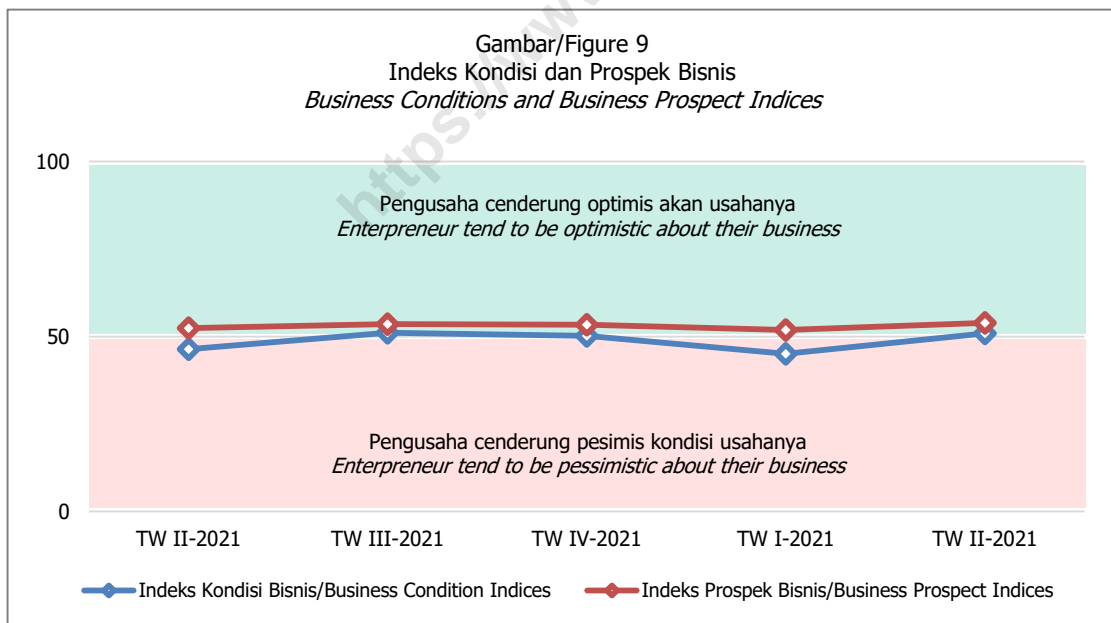 Gambar/Figure 9
Indeks Kondisi dan Prospek Bisnis
Business Conditions and Business Prospect Indices
https://www
100
Pengusaha cenderung optimis akan usahanya
Enterpreneur tend to be optimistic about their business
50
Pengusaha cenderung pesimis kondisi usahanya
Enterpreneur tend to be pessimistic about their business
0
TW II-2021 TW III-2021 TW IV-2021 TW I-2021 TW II-2021
Indeks Kondisi Bisnis/Business Condition Indices Indeks Prospek Bisnis/Business Prospect Indices